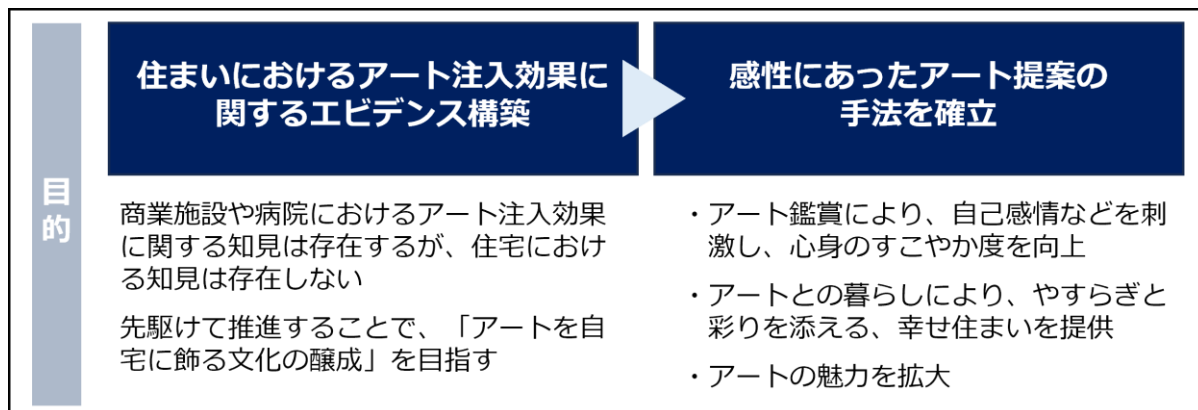 目的
住まいにおけるアート注入効果に
関するエビデンス構築
商業施設や病院におけるアート注入効果
に関する知見は存在するが、住宅におけ
る知見は存在しない
先駆けて推進することで、「アートを自
宅に飾る文化の醸成」を目指す
感性にあったアート提案の
手法を確立
・アート鑑賞により、自己感情などを刺
激し、心身のすこやか度を向上
・アートとの暮らしにより、やすらぎと
彩りを添える、幸せ住まいを提供
・アートの魅力を拡大